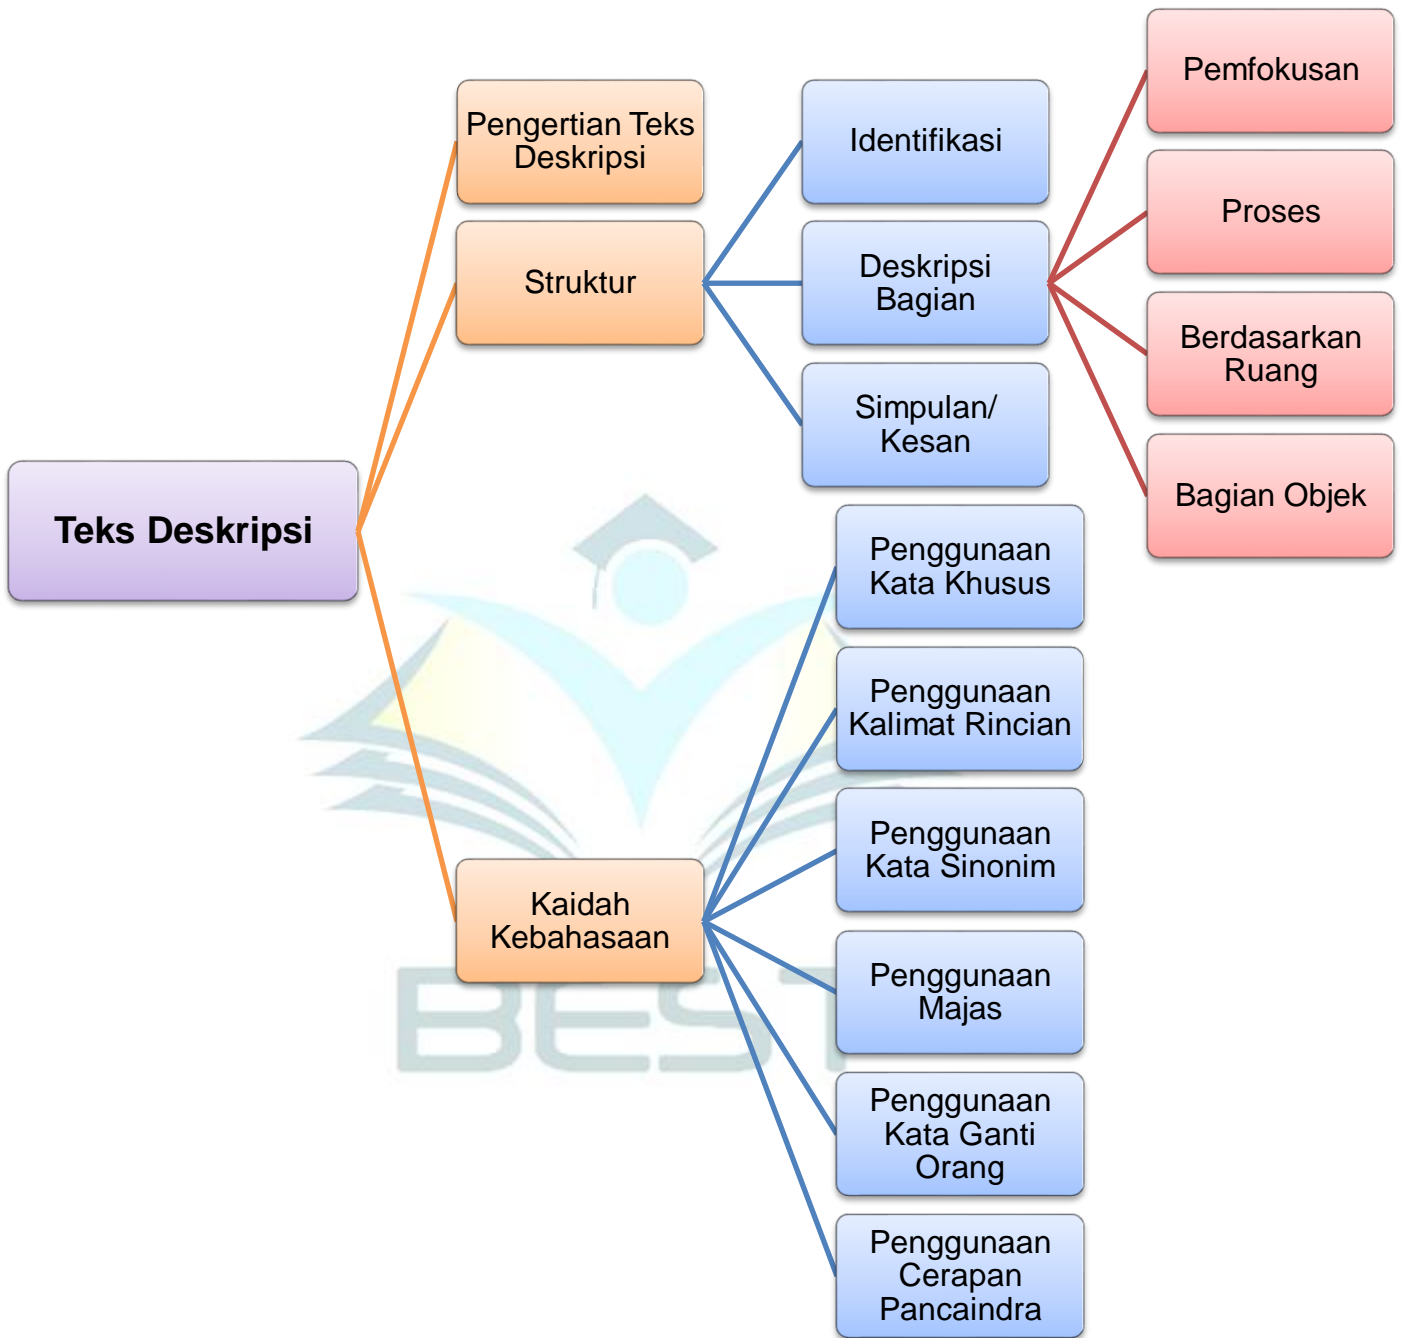 Teks Deskripsi
Pengertian Teks
Deskripsi
Struktur
Identifikasi
Deskripsi
Bagian
Pemfokusan
Proses
Berdasarkan
Ruang
Bagian Objek
Simpulan/
Kesan
Kaidah
Kebahasaan
Penggunaan
Kata Khusus
Penggunaan
Kalimat Rincian
Penggunaan
Kata Sinonim
Penggunaan
Majas
Penggunaan
Kata Ganti
Orang
Penggunaan
Cerapan
Pancaindra
BEST